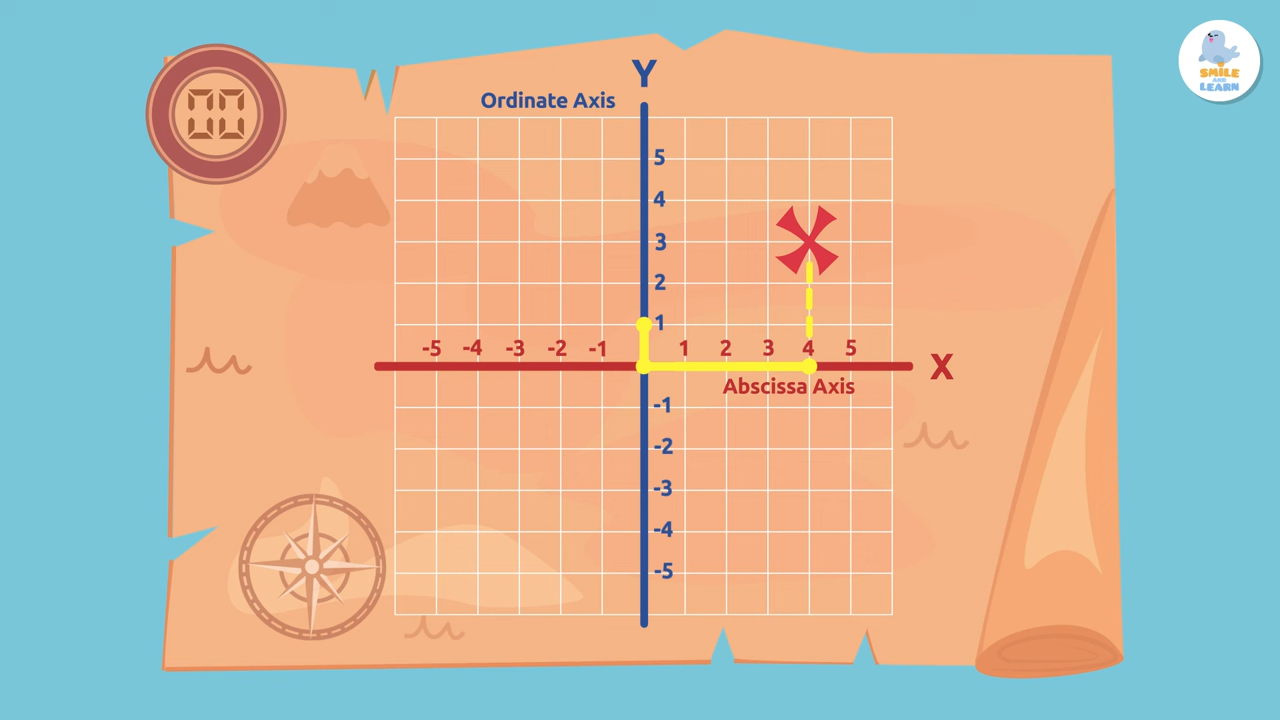 Y
Ordinate Axis
00
SMILE
AND
LEARN
5
4
3
2
1
-5 -4 -3 -2 -1 1 2 3 4 5
X
Abscissa Axis
-1
-2
-3
-4
-5